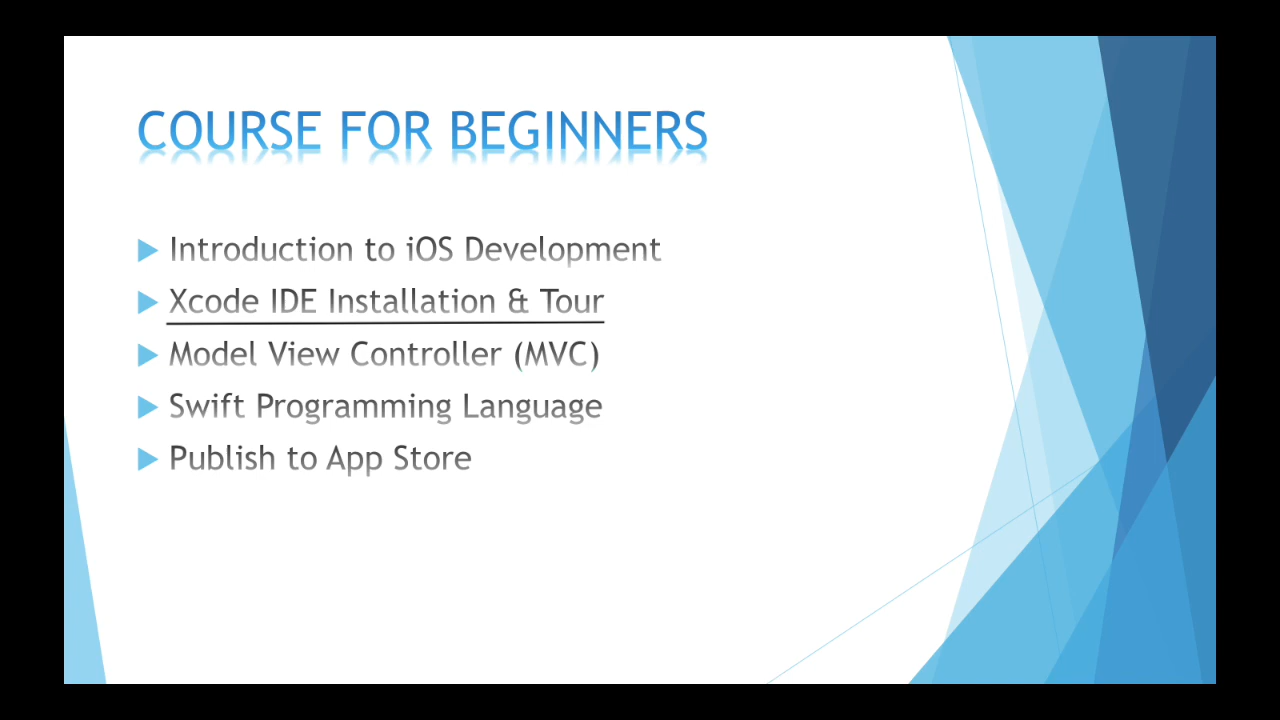 COURSE FOR BEGINNERS
Introduction to iOS Development
Xcode IDE Installation & Tour
Model View Controller (MVC)
Swift Programming Language
Publish to App Store